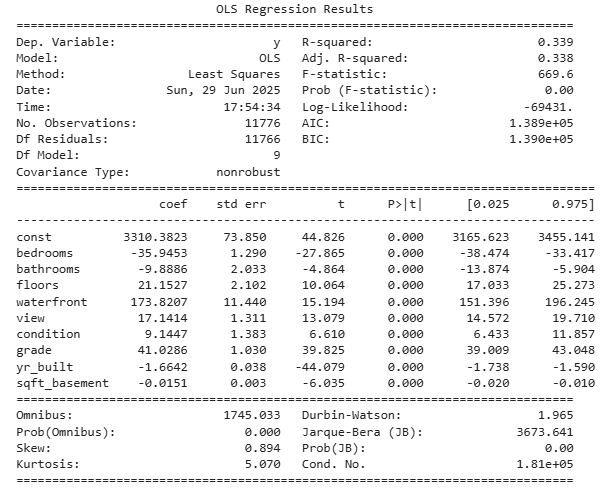 OLS Regression Results
==============================================================================
Dep. Variable:                      y   R-squared:                       0.339
Model:                            OLS   Adj. R-squared:                  0.338
Method:                 Least Squares   F-statistic:                     669.6
Date:                Sun, 29 Jun 2025   Prob (F-statistic):               0.00
Time:                        17:54:34   Log-Likelihood:                -69431.
No. Observations:               11776   AIC:                         1.389e+05
Df Residuals:                   11766   BIC:                         1.390e+05
Df Model:                           9
Covariance Type:            nonrobust
=================================================================================
                    coef    std err          t      P>|t|      [0.025      0.975]
---------------------------------------------------------------------------------
const          3310.3823     73.850     44.826      0.000    3165.623    3455.141
bedrooms        -35.9453      1.290    -27.865      0.000     -38.474     -33.417
bathrooms        -9.8886      2.033     -4.864      0.000     -13.874      -5.904
floors           21.1527      2.102     10.064      0.000      17.033      25.273
waterfront      173.8207     11.440     15.194      0.000     151.396     196.245
view             17.1414      1.311     13.079      0.000      14.572      19.710
condition         9.1447      1.383      6.610      0.000       6.433      11.857
grade            41.0286      1.030     39.825      0.000      39.009      43.048
yr_built         -1.6642      0.038    -44.079      0.000      -1.738      -1.590
sqft_basement    -0.0151      0.003     -6.035      0.000      -0.020      -0.010
==============================================================================
Omnibus:                     1745.033   Durbin-Watson:                   1.965
Prob(Omnibus):                  0.000   Jarque-Bera (JB):             3673.641
Skew:                           0.894   Prob(JB):                         0.00
Kurtosis:                       5.070   Cond. No.                     1.81e+05
==============================================================================